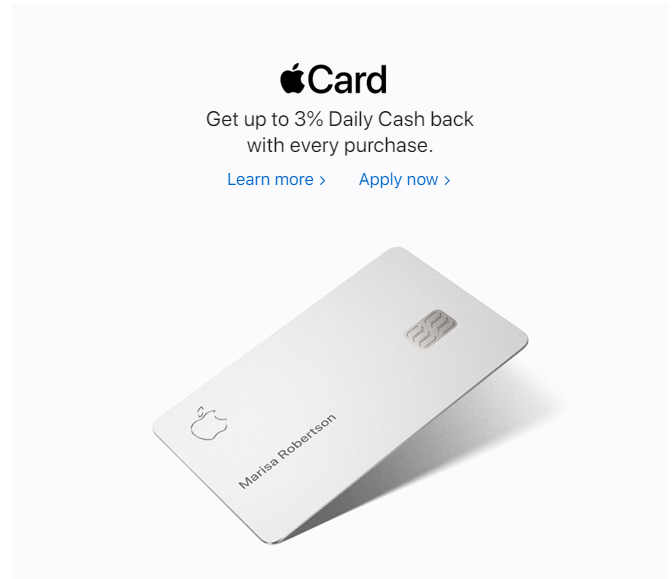 Card
Get up to 3% Daily Cash back
with every purchase.
Learn more >
Apply now >
Marisa Robertson